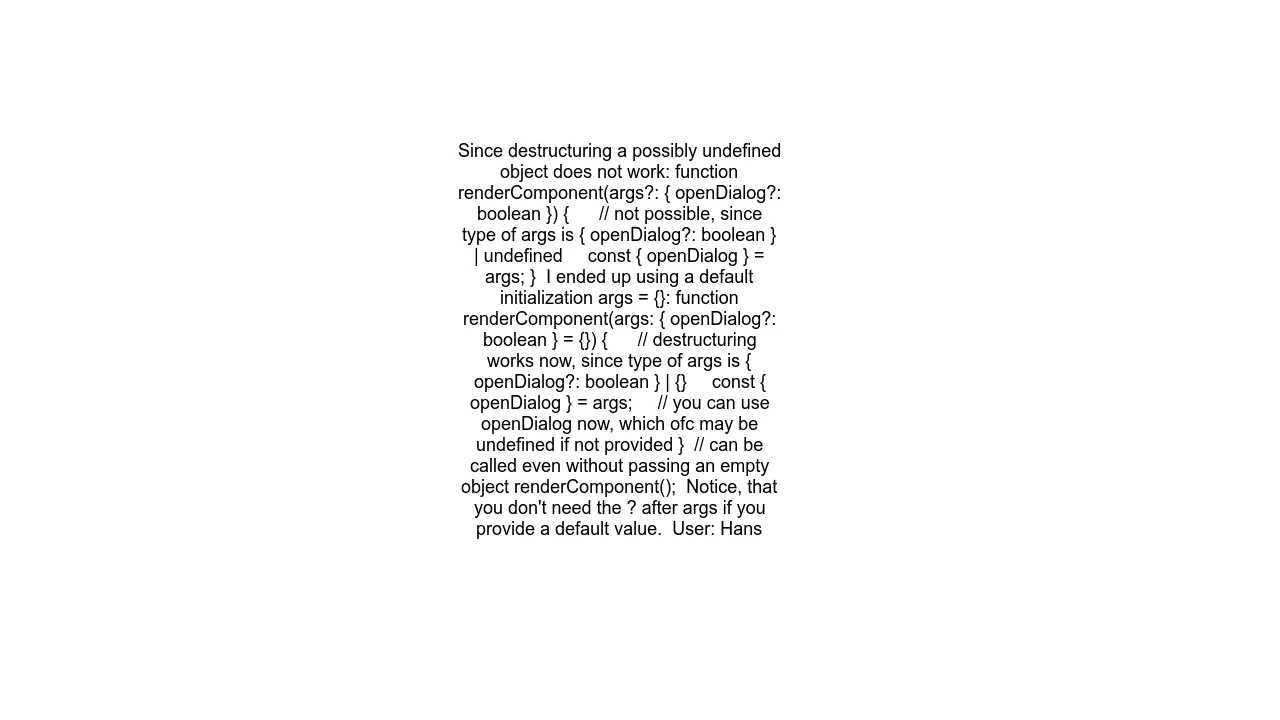 Since destructuring a possibly undefined
object does not work: function
renderComponent(args?: { openDialog?:
boolean }) {      // not possible, since
type of args is { openDialog?: boolean }
| undefined     const { openDialog } =
args; }  I ended up using a default
initialization args = {}: function
renderComponent(args: { openDialog?:
boolean } = {}) {      // destructuring
works now, since type of args is {
openDialog?: boolean } | {}     const {
openDialog } = args;     // you can use
openDialog now, which ofc may be
undefined if not provided }  // can be
called even without passing an empty
object renderComponent();  Notice, that
you don't need the ? after args if you
provide a default value.  User: Hans